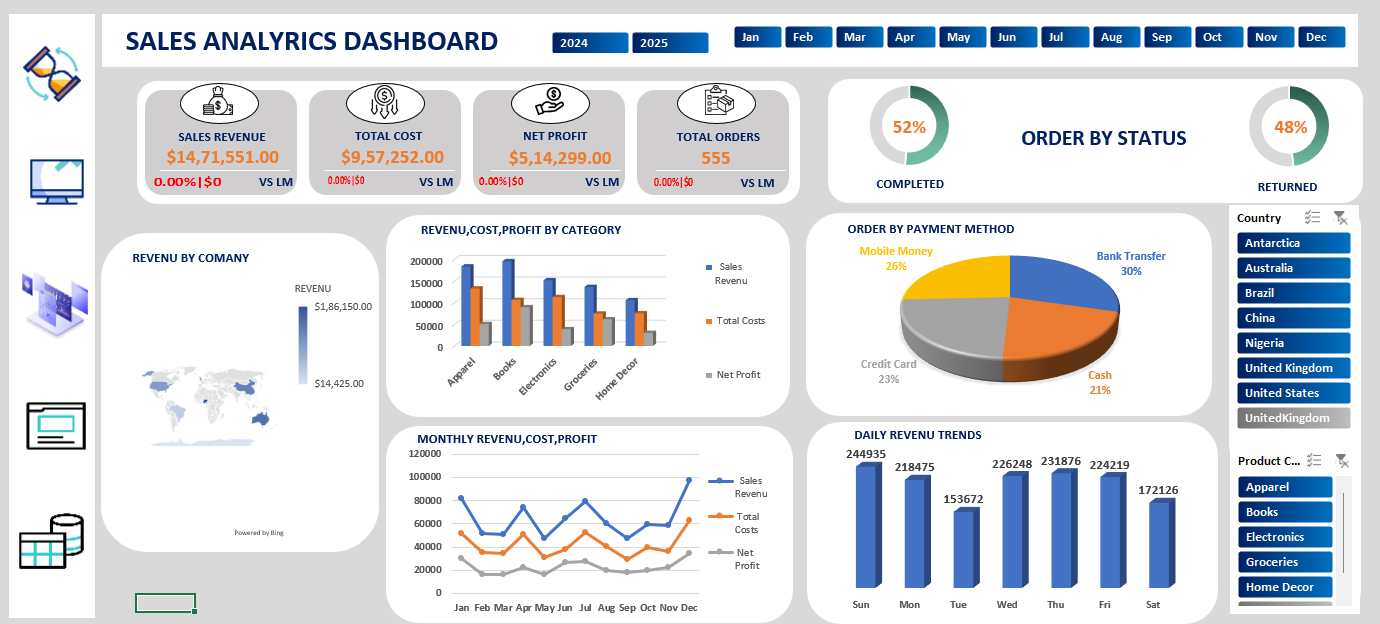 SALES ANALYRICS DASHBOARD
2024
2025
Jan
Feb
Mar
Apr
May
Jun
Jul
Aug
Sep
Oct
Nov
Dec
SALES REVENUE
$14,71,551.00
0.00%|$0
VS LM
TOTAL COST
$9,57,252.00
0.00%|$0
VS LM
NET PROFIT
$5,14,299.00
0.00%|$0
VS LM
TOTAL ORDERS
555
0.00%|$0
VS LM
52%
COMPLETED
ORDER BY STATUS
48%
RETURNED
REVENU BY COMANY
REVENU
$1,86,150.00
$14,425.00
Powered by Bing
REVENU,COST,PROFIT BY CATEGORY
200000
150000
100000
50000
0
Apparel
Books
Electronics
Groceries
Home Decor
Sales
Revenu
Total Costs
Net Profit
ORDER BY PAYMENT METHOD
Mobile Money
26%
Bank Transfer
30%
Credit Card
23%
Cash
21%
Country
Antarctica
Australia
Brazil
China
Nigeria
United Kingdom
United States
UnitedKingdom
MONTHLY REVENU,COST,PROFIT
120000
100000
80000
60000
40000
20000
0
Jan Feb Mar Apr May Jun Jul Aug Sep Oct Nov Dec
Sales
Revenu
Total
Costs
Net
Profit
DAILY REVENU TRENDS
244935
218475
153672
226248
231876
224219
172126
Sun Mon Tue Wed Thu Fri Sat
Product C...
Apparel
Books
Electronics
Groceries
Home Decor